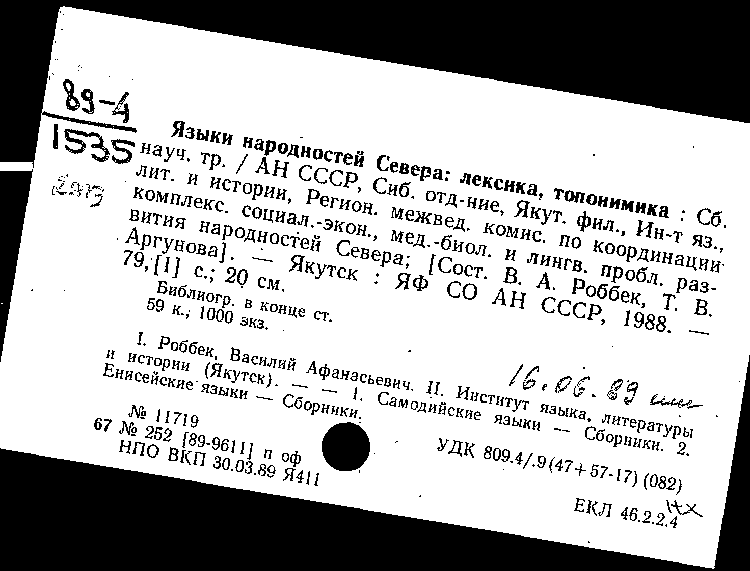 89-4
1535
Языки народностей Севера: лексика, топонимика : Сб.
науч. тр. / АН СССР, Сиб. отд-ние, Якут. фил., Ин-т яз.,
лит. и истории, Регион. межвед. комис. по координации
комплекс. социал.-экон., мед.-биол. и лингв. пробл. раз-
вития народностей Севера; [Сост. В. А. Роббек, Т. В.
Аргунова]. — Якутск : ЯФ СО АН СССР, 1988. —
79,[1] с.; 20 см.
Библиогр. в конце ст.
59 к., 1000 экз.
16.06.89
I. Роббек, Василий Афанасьевич. II. Институт языка, литературы
и истории (Якутск). — — 1. Самодийские языки — Сборники. 2.
Енисейские языки — Сборники.
№ 11719
67 № 252 [89-9611] п оф
НПО ВКП 30.03.89 Я411
УДК 809.4/.9(47+57-17) (082)
ЕКЛ 46.2.2.4